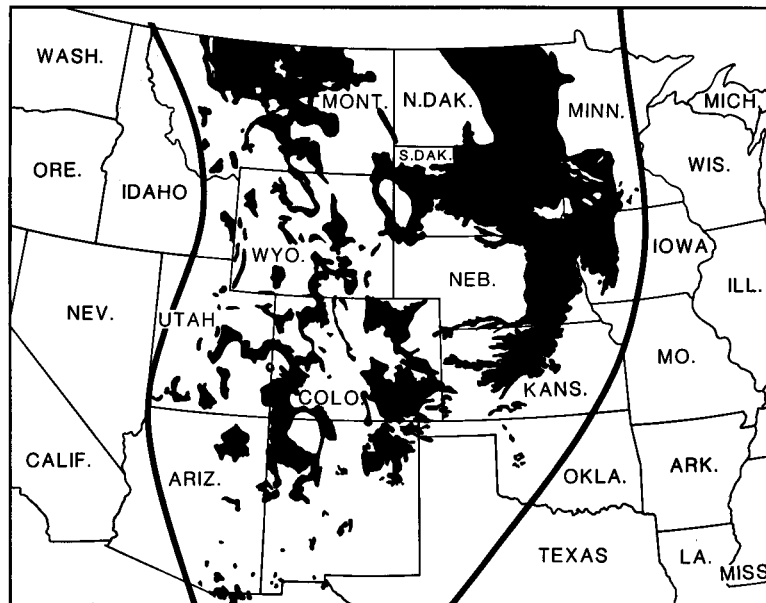 WASH.
MONT.
N.DAK.
MINN.
MICH.
S.DAK.
ORE.
IDAHO
WIS.
WYO.
IOWA
NEB.
ILL.
NEV.
UTAH
MO.
COLO.
KANS.
CALIF.
ARIZ.
OKLA.
ARK.
TEXAS
LA.
MISS